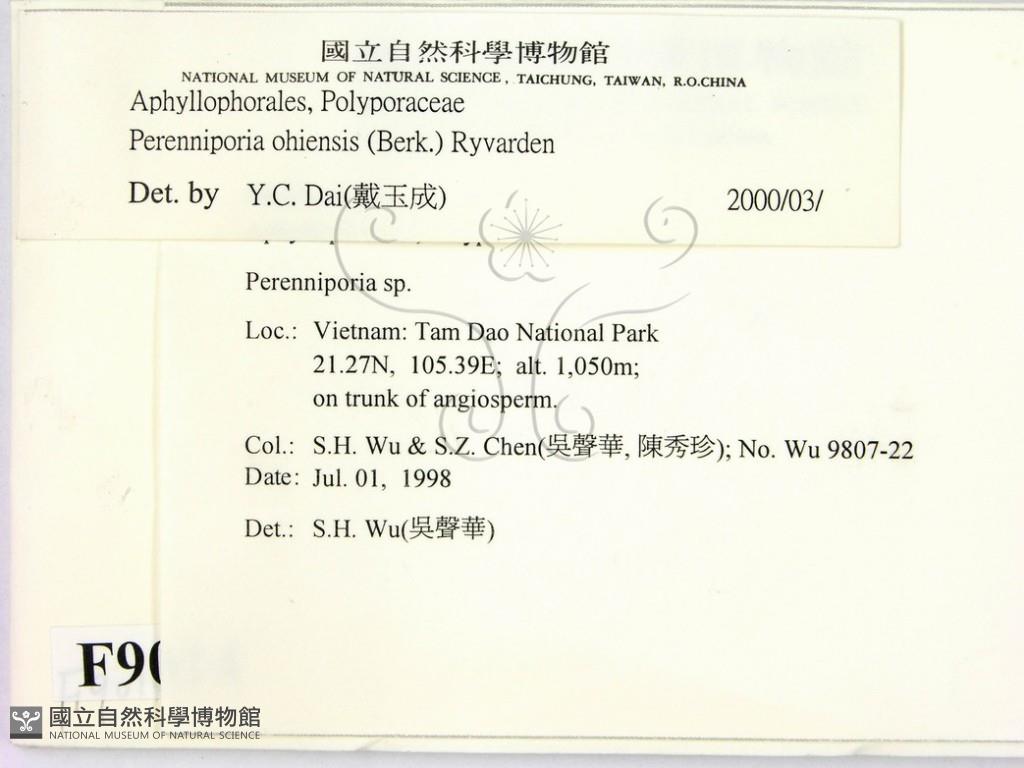 國立自然科學博物館
NATIONAL MUSEUM OF NATURAL SCIENCE, TAICHUNG, TAIWAN, R.O.CHINA
Aphyllophorales, Polyporaceae
Perenniporia ohiensis (Berk.) Ryvarden
Det. by Y.C. Dai(戴玉成) 2000/03/
Perenniporia sp.
Loc.: Vietnam: Tam Dao National Park
21.27N, 105.39E; alt. 1,050m;
on trunk of angiosperm.
Col.: S.H. Wu & S.Z. Chen(吳聲華, 陳秀珍); No. Wu 9807-22
Date: Jul. 01, 1998
Det.: S.H. Wu(吳聲華)
F90
國立自然科學博物館
NATIONAL MUSEUM OF NATURAL SCIENCE